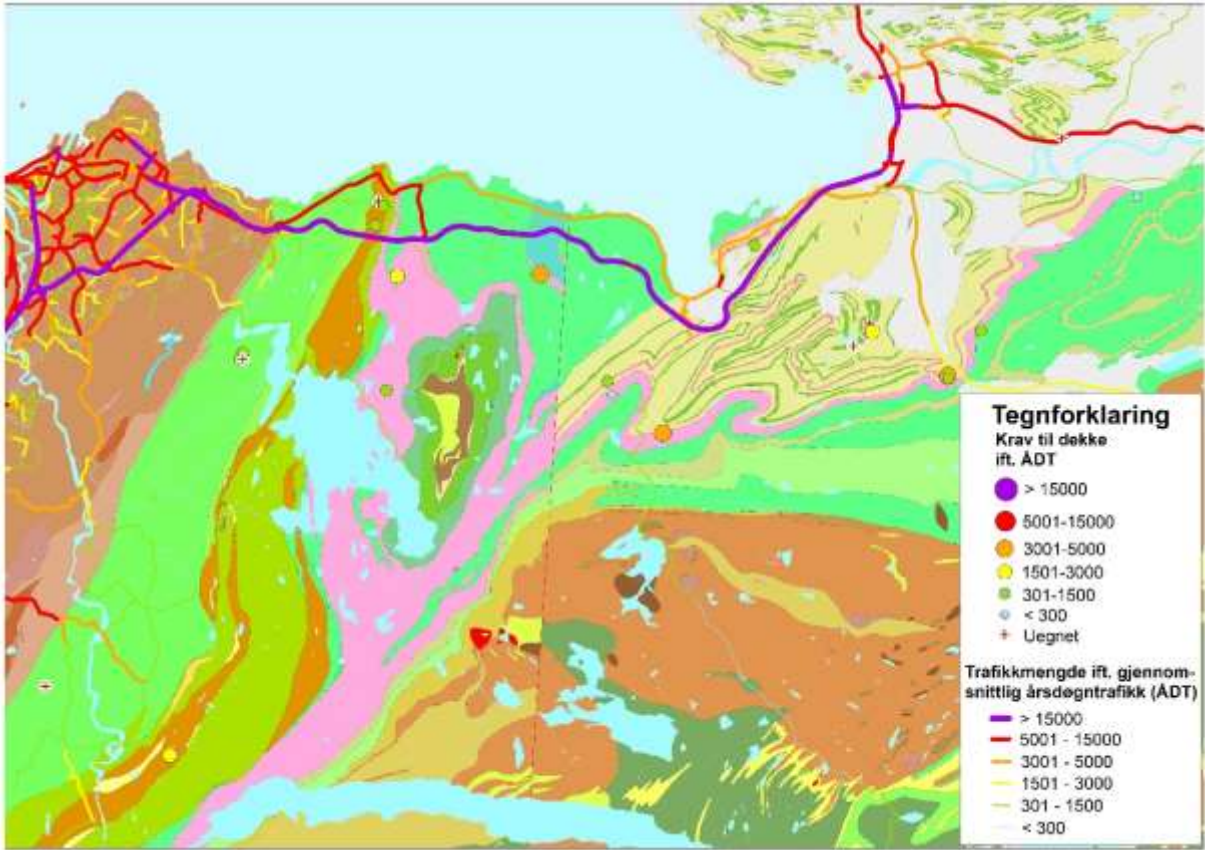 Tegnforklaring
Krav til dekke
ift. ÅDT
> 15000
5001-15000
3001-5000
1501-3000
301-1500
< 300
Uegnet
Trafikkmengde ift. gjennom-
snittlig årsdøgntrafikk (ÅDT)
> 15000
5001 - 15000
3001 - 5000
1501 - 3000
301 - 1500
< 300